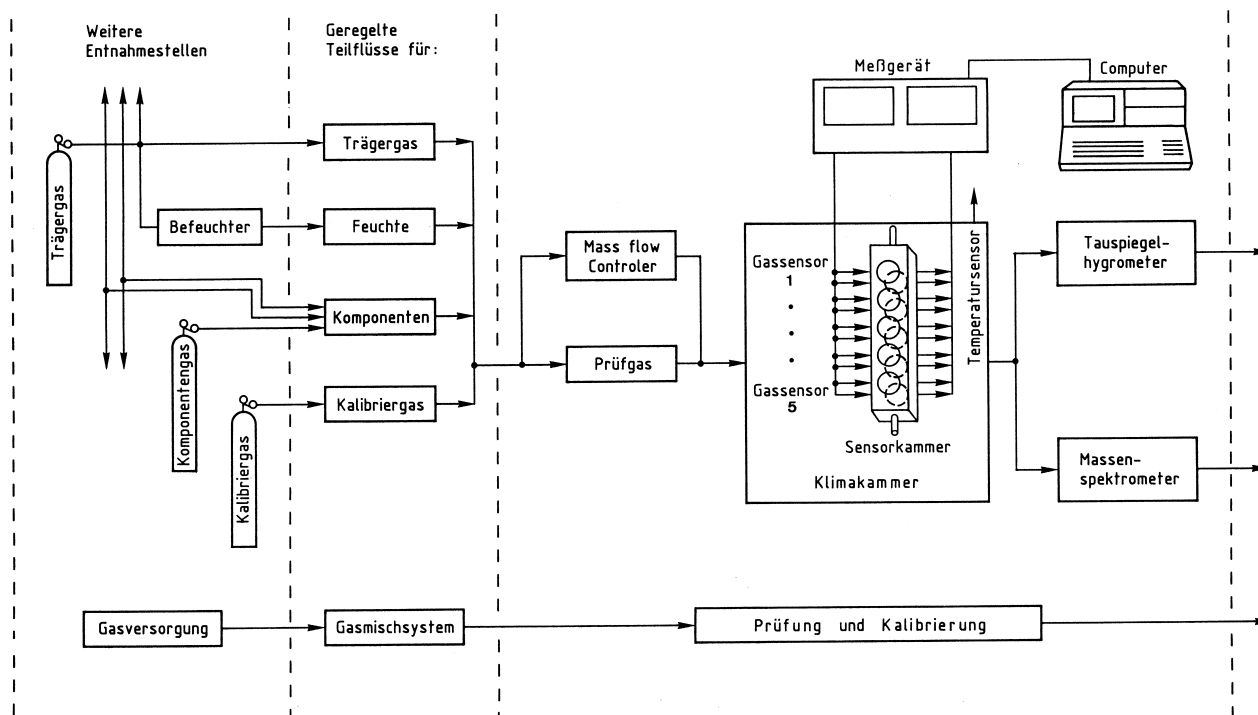 Weitere
Entnahmestellen
Geregelte
Teilflüsse für:
Meßgerät
Computer
Trägergas
Trägergas
Befeuchter
Feuchte
Mass flow
Controler
Gassensor
1
Temperatursensor
Tauspiegel-
hygrometer
Komponenten
Komponentengas
Prüfgas
Gassensor
5
Kalibriergas
Kalibriergas
Sensorkammer
Klimakammer
Massen-
spektrometer
Gasversorgung
Gasmischsystem
Prüfung und Kalibrierung